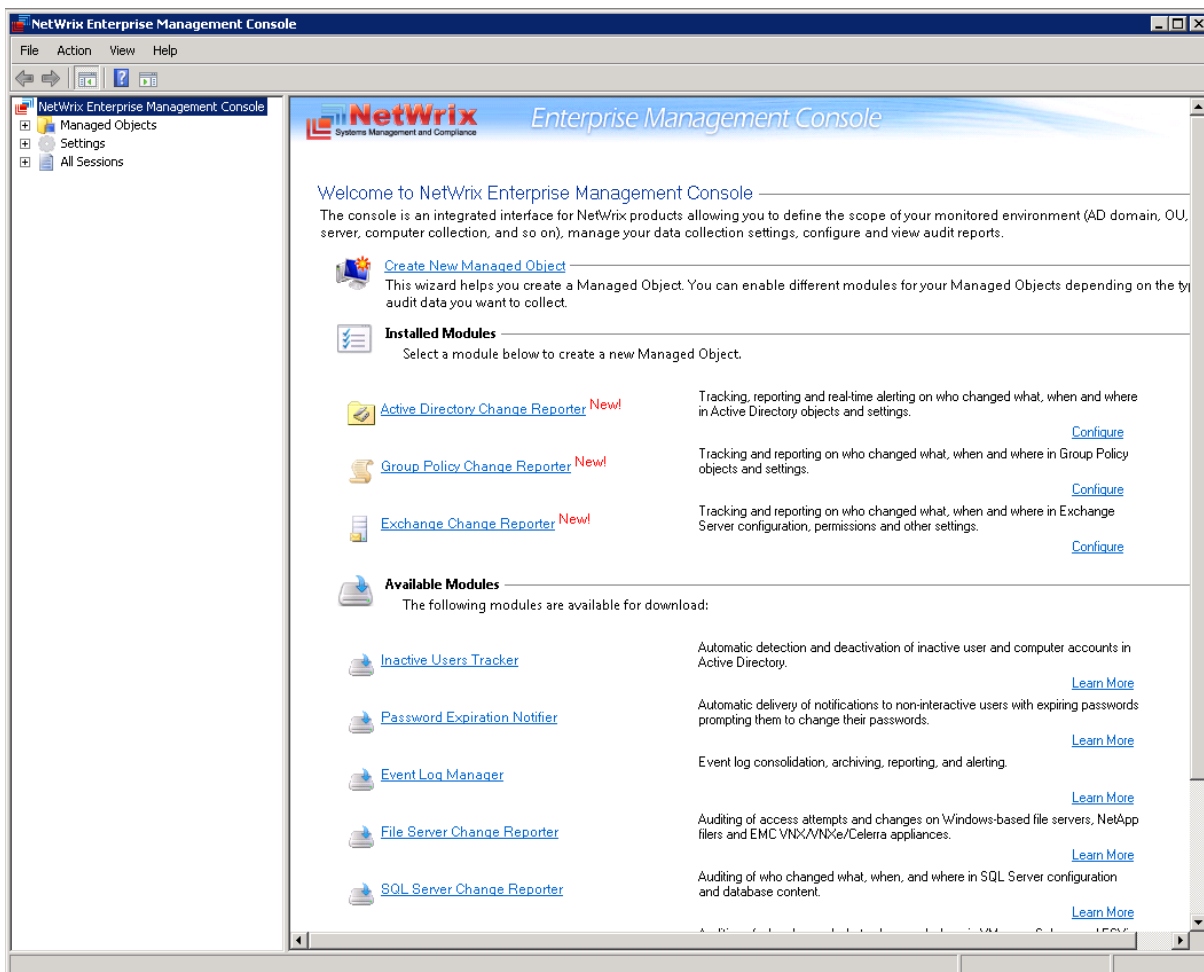 NetWrix Enterprise Management Console
File Action View Help
NetWrix Enterprise Management Console
Managed Objects
Settings
All Sessions
NetWrix
Systems Management and Compliance
Enterprise Management Console
Welcome to NetWrix Enterprise Management Console
The console is an integrated interface for NetWrix products allowing you to define the scope of your monitored environment (AD domain, OU,
server, computer collection, and so on), manage your data collection settings, configure and view audit reports.
Create New Managed Object
This wizard helps you create a Managed Object. You can enable different modules for your Managed Objects depending on the
audit data you want to collect.
Installed Modules
Select a module below to create a new Managed Object.
Active Directory Change Reporter New!
Tracking, reporting and real-time alerting on who changed what, when and where
in Active Directory objects and settings.
Configure
Group Policy Change Reporter New!
Tracking and reporting on who changed what, when and where in Group Policy
objects and settings.
Configure
Exchange Change Reporter New!
Tracking and reporting on who changed what, when and where in Exchange
Server configuration, permissions and other settings.
Configure
Available Modules
The following modules are available for download:
Inactive Users Tracker
Automatic detection and deactivation of inactive user and computer accounts in
Active Directory.
Learn More
Password Expiration Notifier
Automatic delivery of notifications to non-interactive users with expiring passwords
prompting them to change their passwords.
Learn More
Event Log Manager
Event log consolidation, archiving, reporting, and alerting.
Learn More
File Server Change Reporter
Auditing of access attempts and changes on Windows-based file servers, NetApp
filers and EMC VNX/VNXe/Celerra appliances.
Learn More
SQL Server Change Reporter
Auditing of who changed what, when, and where in SQL Server configuration
and database content.
Learn More